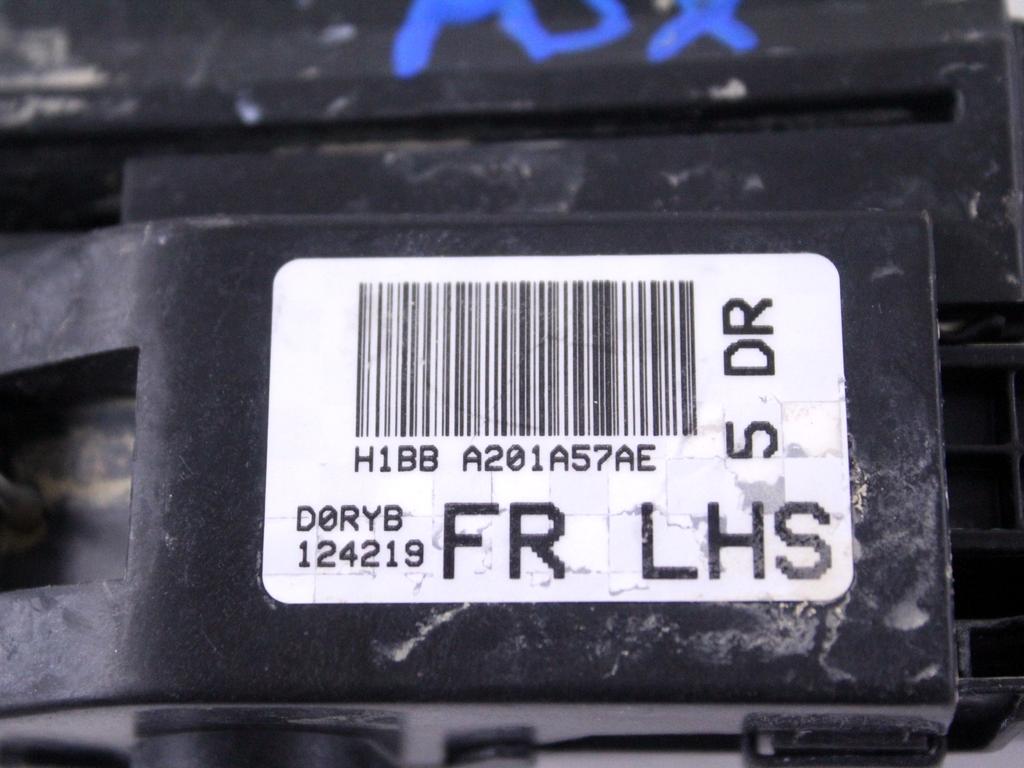 H1BB A201A57AE
5 DR
D0RYB
124219
FR LHS